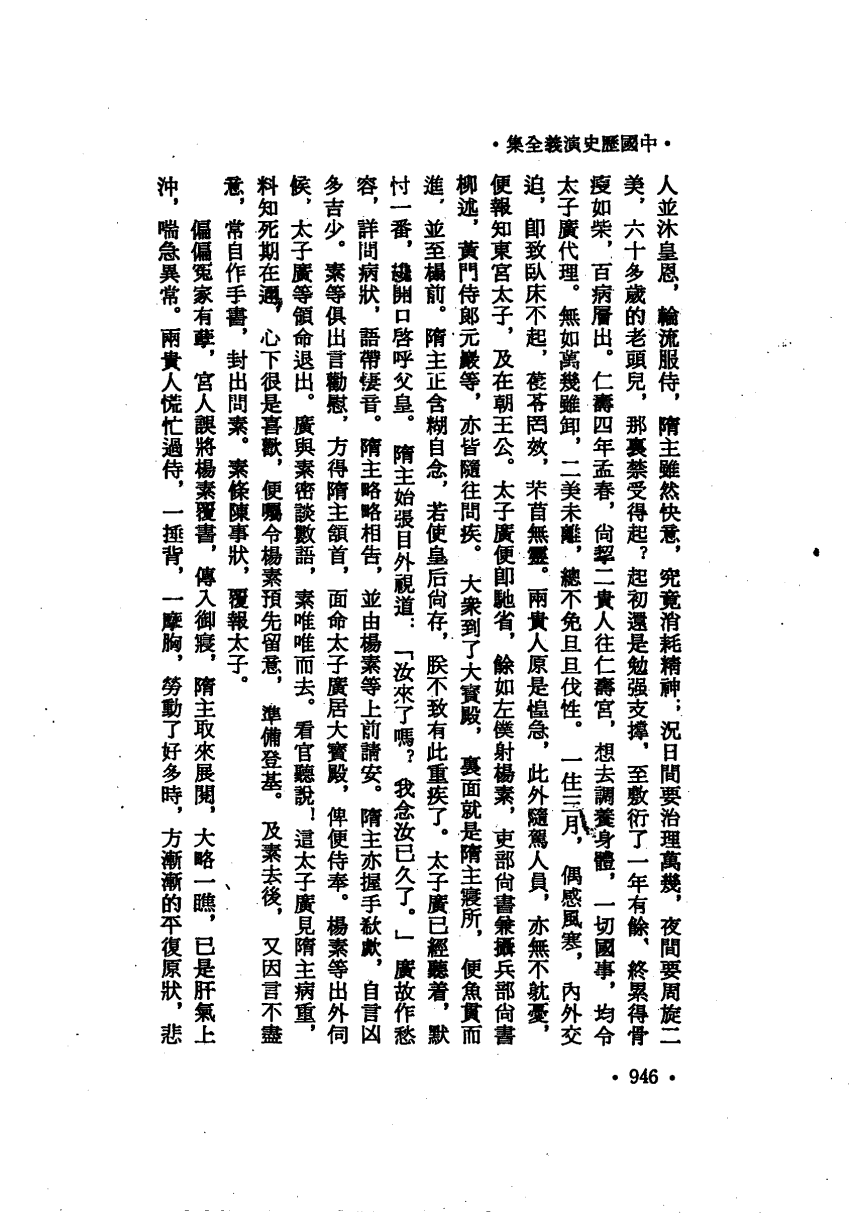 ·中國歷史演義全集·
人並沐皇恩，輪流服侍，隋主雖然快意，究竟消耗精神；況日間要治理萬幾，夜間要周旋二
美，六十多歲的老頭兒，那裏禁受得起？起初還是勉强支撐，至敷衍了一年有餘、終累得骨
瘦如柴，百病層出。仁壽四年孟春，尙挈二貴人往仁壽宮，想去調養身體，一切國事，均令
太子廣代理。無如萬幾雖卸，二美未離，總不免旦旦伐性。一住三月，偶感風寒，內外交
迫，卽致臥床不起，葠苓罔效，芣苢無靈。兩貴人原是惶急，此外隨駕人員，亦無不躭憂，
便報知東宮太子，及在朝王公。太子廣便卽馳省，餘如左僕射楊素，吏部尙書兼攝兵部尙書
柳述，黃門侍郎元巖等，亦皆隨往問疾。大衆到了大寶殿，裏面就是隋主寢所，便魚貫而
進，並至榻前。隋主正含糊自念，若使皇后尙存，朕不致有此重疾了。太子廣已經聽着，默
忖一番，纔開口啓呼父皇。隋主始張目外視道：「汝來了嗎？我念汝已久了。」廣故作愁
容，詳問病狀，語帶悽音。隋主略略相告，並由楊素等上前請安。隋主亦握手欷歔，自言凶
多吉少。素等俱出言勸慰，方得隋主頷首，面命太子廣居大寶殿，俾便侍奉。楊素等出外伺
候，太子廣等領命退出。廣與素密談數語，素唯唯而去。看官聽說！這太子廣見隋主病重，
料知死期在邇，心下很是喜歡，便囑令楊素預先留意，準備登基。及素去後，又因言不盡
意，常自作手書，封出問素。素條陳事狀，覆報太子。
偏偏冤家有孽，宮人誤將楊素覆書，傳入御寢，隋主取來展閱，大略一瞧，已是肝氣上
沖，喘急異常。兩貴人慌忙過侍，一捶背，一摩胸，勞動了好多時，方漸漸的平復原狀，悲
·946·